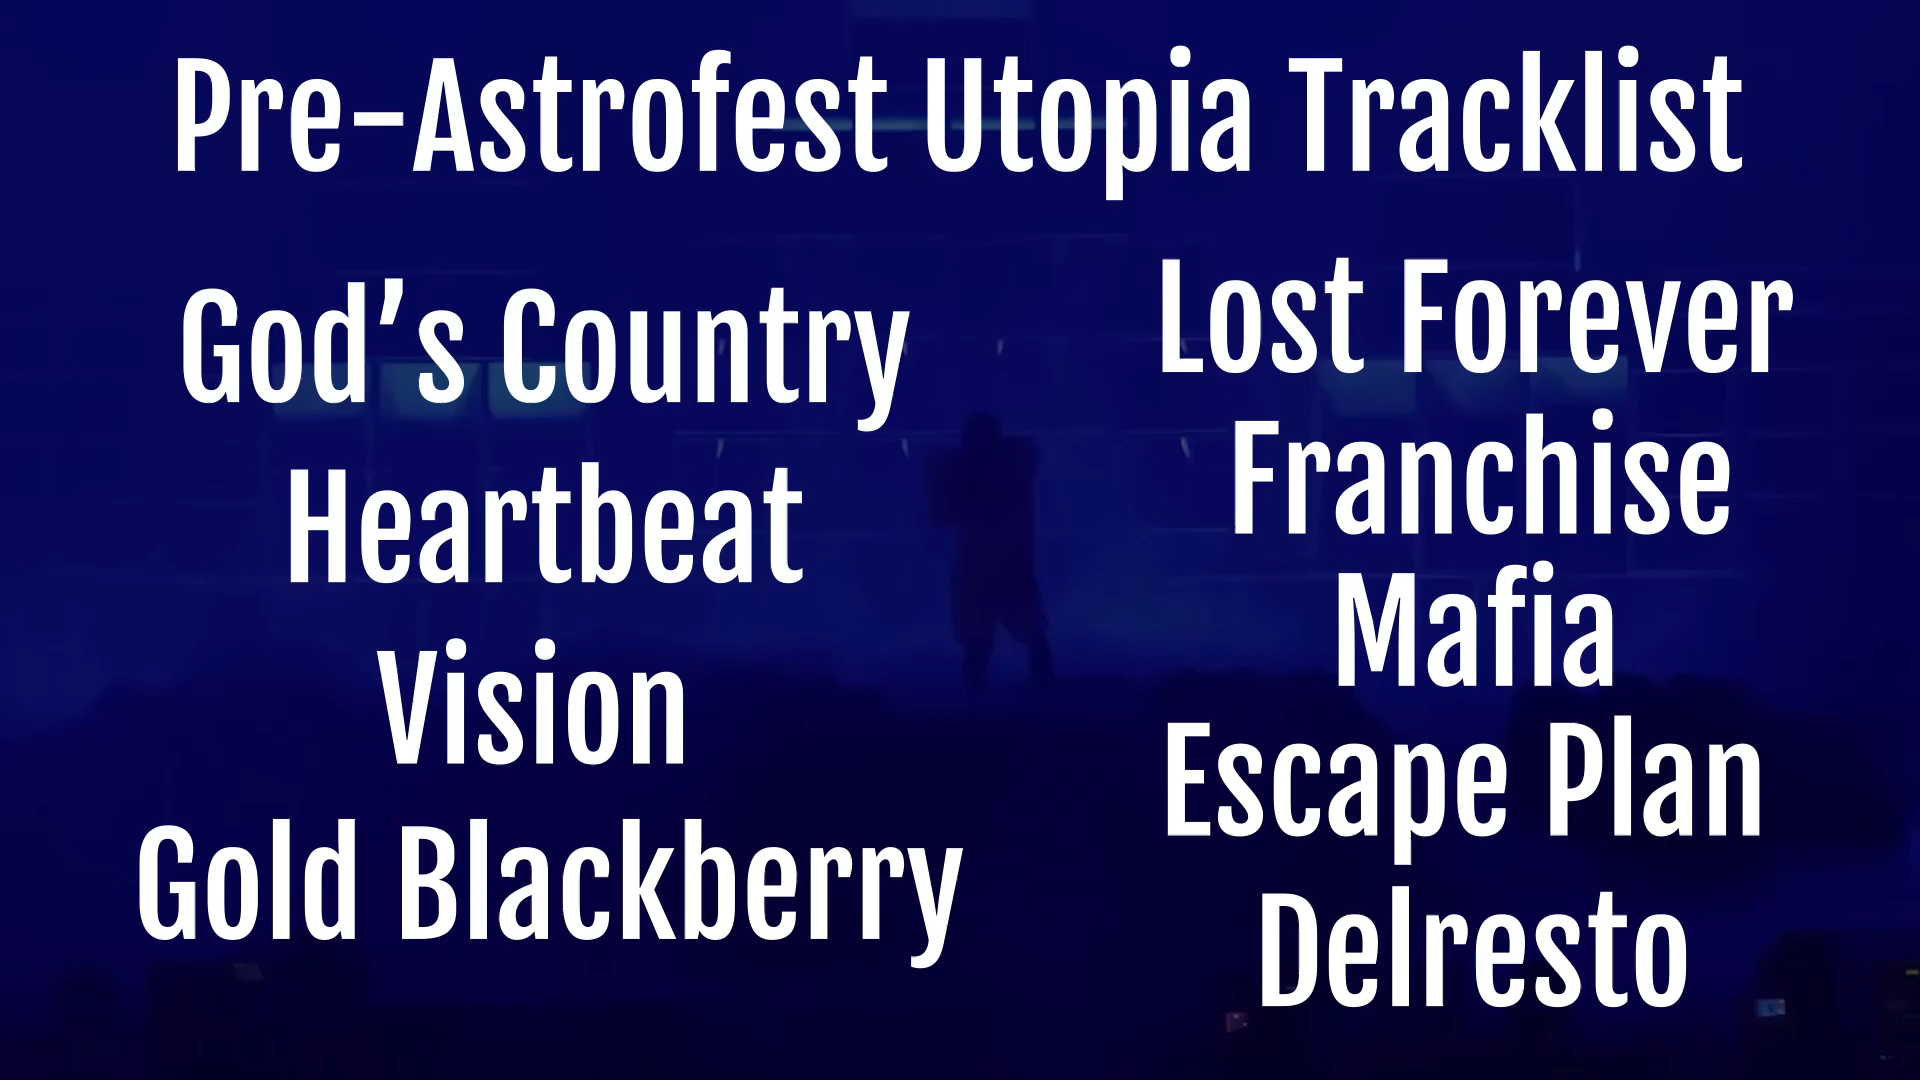 Pre-Astrofest Utopia Tracklist
God’s Country
Heartbeat
Vision
Gold Blackberry
Lost Forever
Franchise
Mafia
Escape Plan
Delresto